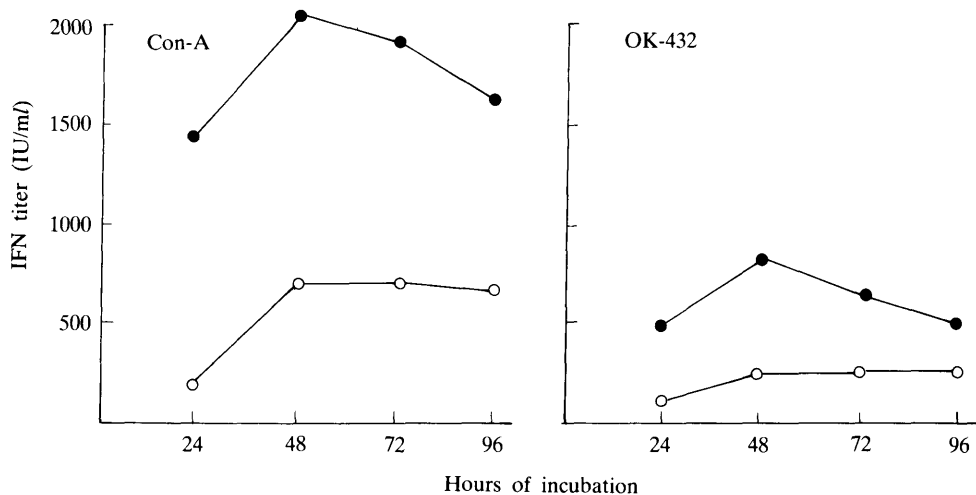 Con-A
OK-432
IFN titer (IU/ml)
2000
1500
1000
500
24 48 72 96
24 48 72 96
Hours of incubation